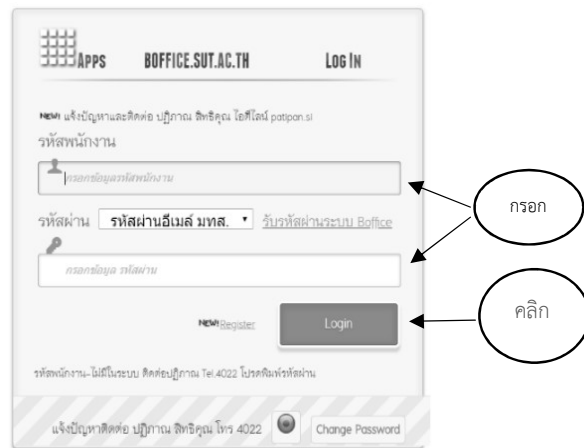 APPS BOFFICE.SUT.AC.TH LOG IN
NEW! แจ้งปัญหาและติดต่อ ปฏิภาณ สิทธิคุณ ไอดีไลน์ patipan.si
รหัสพนักงาน
กรอกข้อมูลรหัสพนักงาน
กรอก
รหัสผ่าน รหัสผ่านอีเมล์ มทส. รับรหัสผ่านระบบ Boffice
กรอกข้อมูล รหัสผ่าน
คลิก
NEW! Register Login
รหัสพนักงาน-ไม่มีในระบบ ติดต่อปฏิภาณ Tel.4022 โปรดพิมพ์รหัสผ่าน
แจ้งปัญหาติดต่อ ปฏิภาณ สิทธิคุณ โทร 4022 Change Password